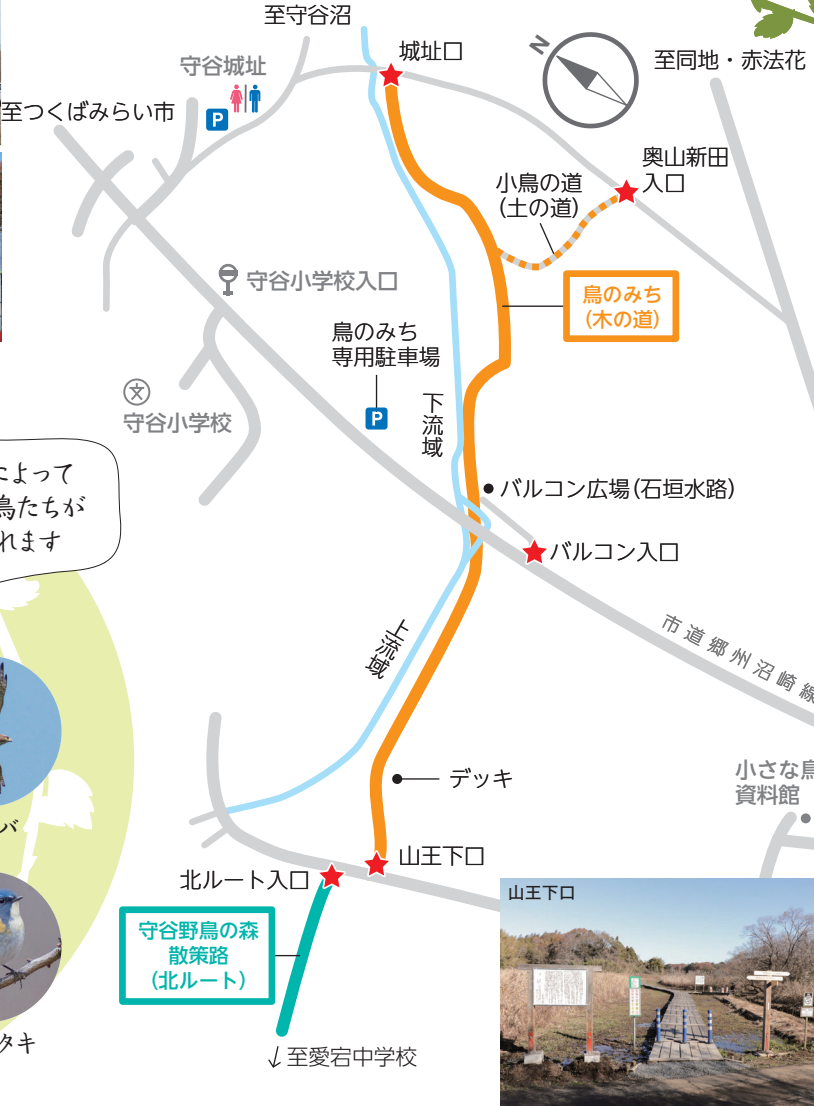 至守谷沼
城址口
N
至同地・赤法花
守谷城址
P
至つくばみらい市
奥山新田
入口
小鳥の道
(土の道)
守谷小学校入口
鳥のみち
(木の道)
鳥のみち
専用駐車場
P
文
守谷小学校
下流域
バルコン広場(石垣水路)
バルコン入口
によって
鳥たちが
れます
上流域
市道郷州沼崎線
デッキ
小さな鳥
資料館
バ
山王下口
北ルート入口
守谷野鳥の森
散策路
(北ルート)
↓至愛宕中学校
タキ
山王下口